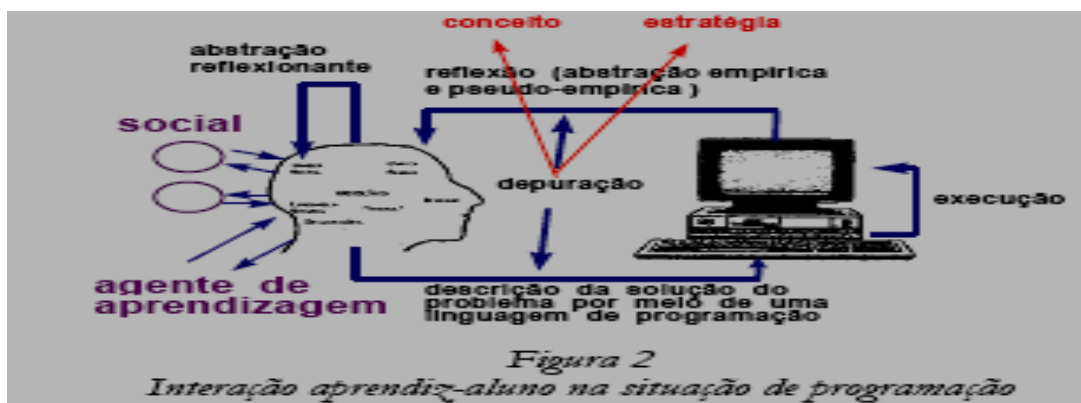 conceito estratégia
abstração
reflexionante
reflexão (abstração empírica
e pseudo-empírica )
social
depuração
execução
agente de
aprendizagem
descrição da solução do
problema por meio de uma
linguagem de programação
Figura 2
Interação aprendiz-aluno na situação de programação